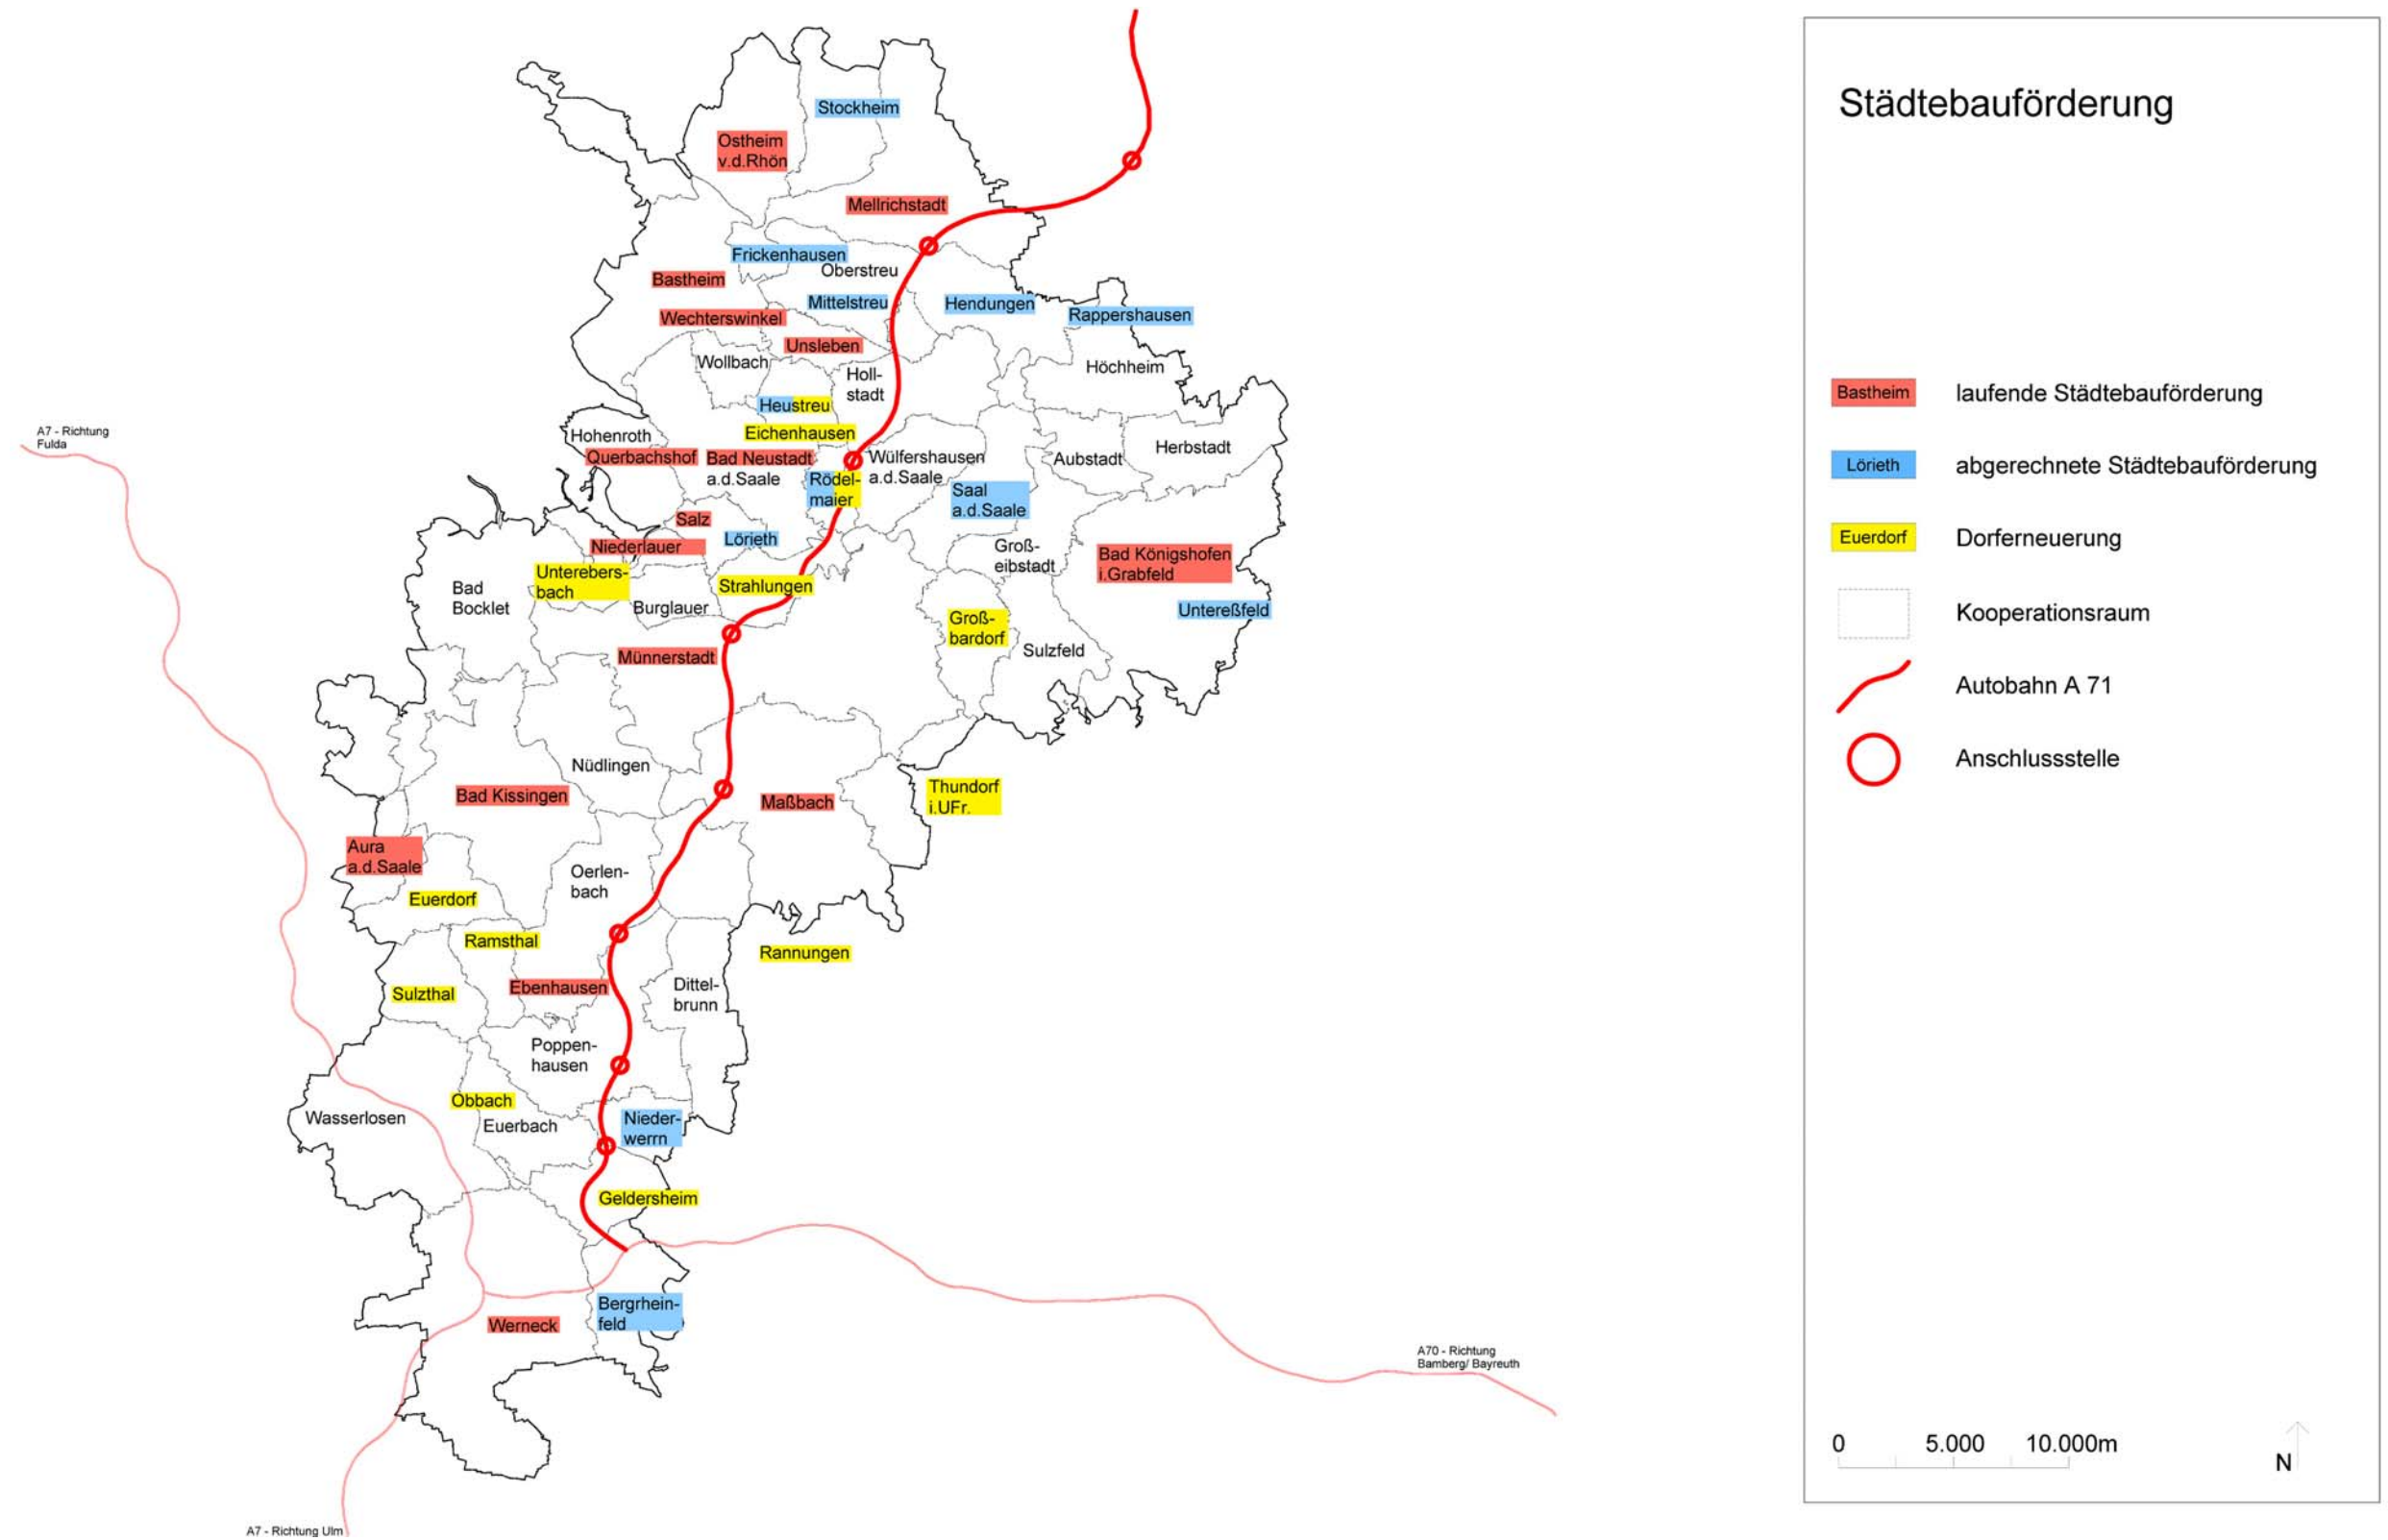 Städtebauförderung
Stockheim
Ostheim
v.d.Rhön
Mellrichstadt
Frickenhausen
Oberstreu
Bastheim
Mittelstreu
Hendungen
Rappershausen
Wechterswinkel
Unsleben
Wollbach
Höchheim
Holl-
stadt
Heustreu
Eichenhausen
Hohenroth
Herbstadt
Querbachshof
Bad Neustadt
a.d.Saale
Wülfershausen
a.d.Saale
Aubstadt
Rödel-
maier
Saal
a.d.Saale
Salz
Lörieth
Niederlauer
Groß-
eibstadt
Bad Königshofen
i.Grabfeld
Unterebers-
bach
Strahlungen
Bad
Bocklet
Burglauer
Untereßfeld
Groß-
bardorf
Sulzfeld
Münnerstadt
Nüdlingen
Bad Kissingen
Maßbach
Thundorf
i.UFr.
Aura
a.d.Saale
Oerlen-
bach
Euerdorf
Ramsthal
Rannungen
Sulzthal
Ebenhausen
Dittel-
brunn
Poppen-
hausen
Obbach
Wasserlosen
Euerbach
Nieder-
werrn
Geldersheim
Werneck
Bergrhein-
feld
A7 - Richtung
Fulda
A70 - Richtung
Bamberg/ Bayreuth
A7 - Richtung Ulm
Bastheim laufende Städtebauförderung
Lörieth abgerechnete Städtebauförderung
Euerdorf Dorferneuerung
Kooperationsraum
Autobahn A 71
Anschlussstelle
0 5.000 10.000m
N